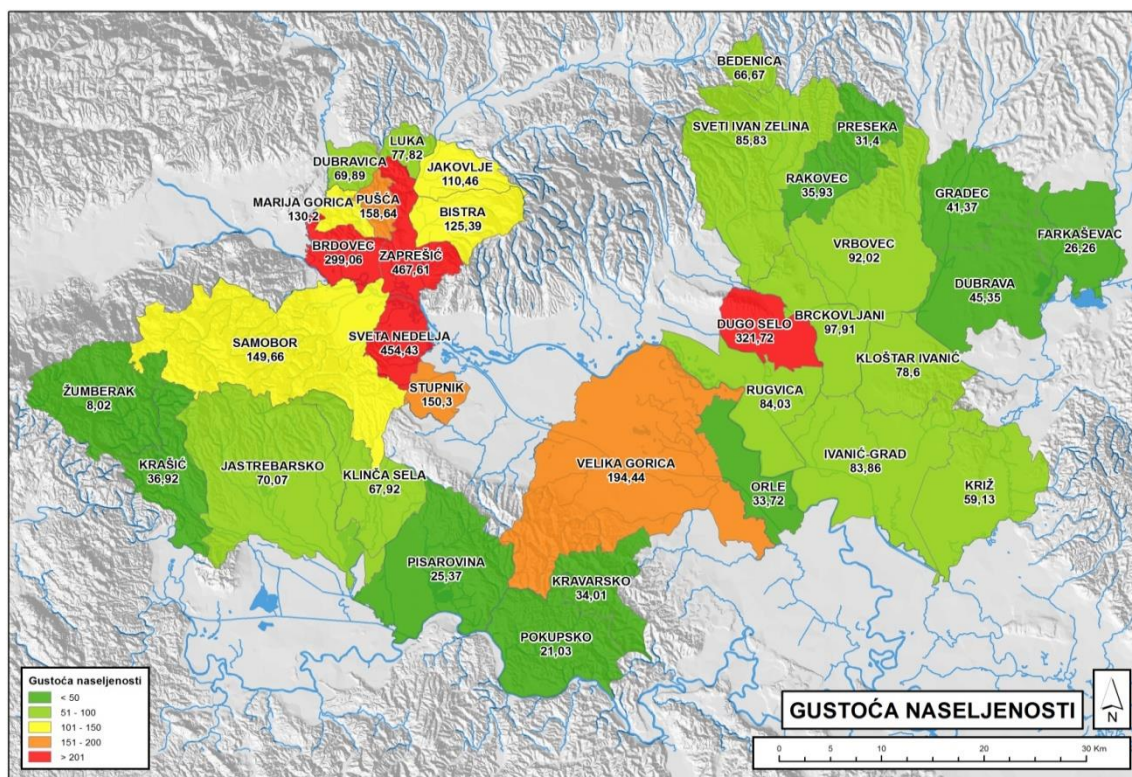 BEDENICA
66,67
SVETI IVAN ZELINA
85,83
PRESEKA
31,4
LUKA
77,82
DUBRAVICA
69,89
JAKOVLJE
110,46
RAKOVEC
35,93
GRADEC
41,37
MARIJA GORICA
130,2
PUŠĆA
158,64
BISTRA
125,39
FARKAŠEVAC
26,26
BRDOVEC
299,06
ZAPREŠIĆ
467,61
VRBOVEC
92,02
DUBRAVA
45,35
SAMOBOR
149,66
SVETA NEDELJA
454,43
DUGO SELO
321,72
BRCKOVLJANI
97,91
KLOŠTAR IVANIĆ
78,6
ŽUMBERAK
8,02
STUPNIK
150,3
RUGVICA
84,03
KRAŠIĆ
36,92
JASTREBARSKO
70,07
KLINČA SELA
67,92
VELIKA GORICA
194,44
ORLE
33,72
IVANIĆ-GRAD
83,86
KRIŽ
59,13
PISAROVINA
25,37
KRAVARSKO
34,01
POKUPSKO
21,03
Gustoća naseljenosti
< 50
51 - 100
101 - 150
151 - 200
> 201
GUSTOĆA NASELJENOSTI
N
0 5 10 20 30 Km